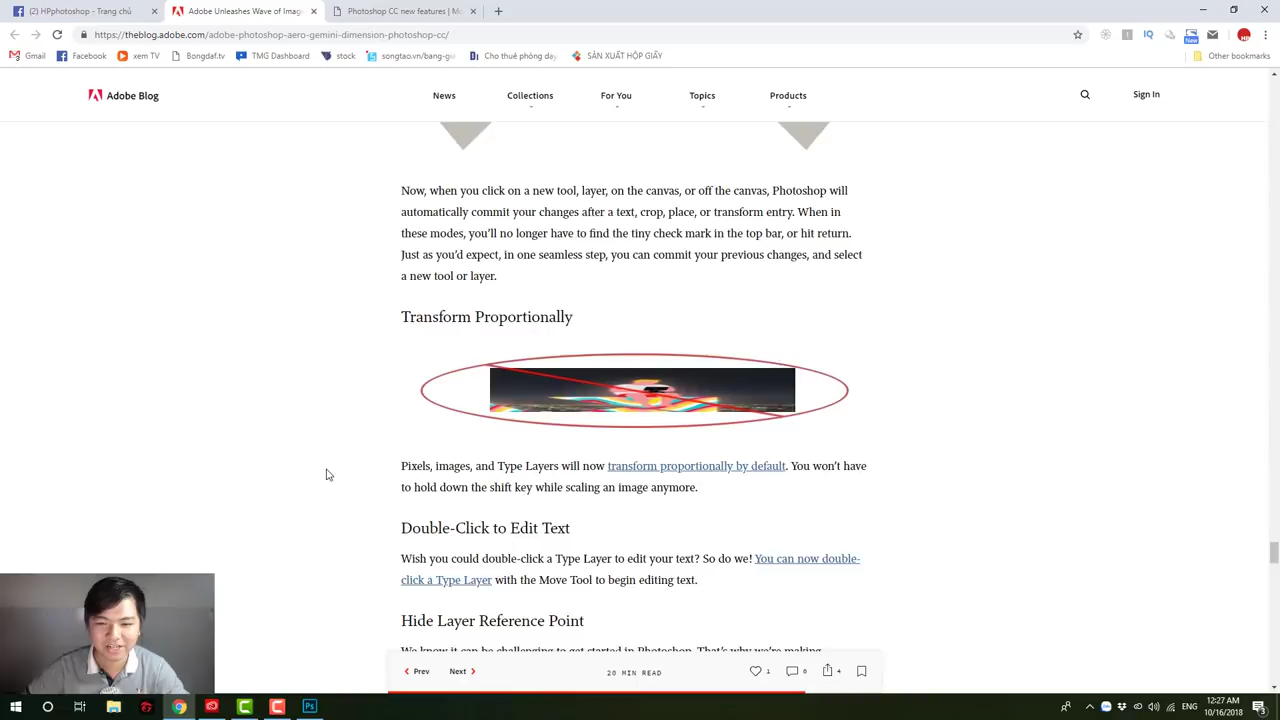 (2) HPphotoshop - Trang chủ
Adobe Unleashes Wave of Imag
Photoshop CC new features | Mo
https://theblog.adobe.com/adobe-photoshop-aero-gemini-dimension-photoshop-cc/
Gmail
Facebook
xem TV
Bongdaf.tv
TMG Dashboard
stock
songtao.vn/bang-gi
Cho thuê phòng dạy
SẢN XUẤT HỘP GIẤY
Other bookmarks
Adobe Blog
News
Collections
For You
Topics
Products
Sign In
Now, when you click on a new tool, layer, on the canvas, or off the canvas, Photoshop will
automatically commit your changes after a text, crop, place, or transform entry. When in
these modes, you'll no longer have to find the tiny check mark in the top bar, or hit return.
Just as you'd expect, in one seamless step, you can commit your previous changes, and select
a new tool or layer.
Transform Proportionally
Pixels, images, and Type Layers will now transform proportionally by default. You won't have
to hold down the shift key while scaling an image anymore.
Double-Click to Edit Text
Wish you could double-click a Type Layer to edit your text? So do we! You can now double-
click a Type Layer with the Move Tool to begin editing text.
Hide Layer Reference Point
We know it can be challenging to get started in Photoshop. That's why we're making
Prev
Next
20 MIN READ
1
0
4
ENG
12:27 AM
10/16/2018